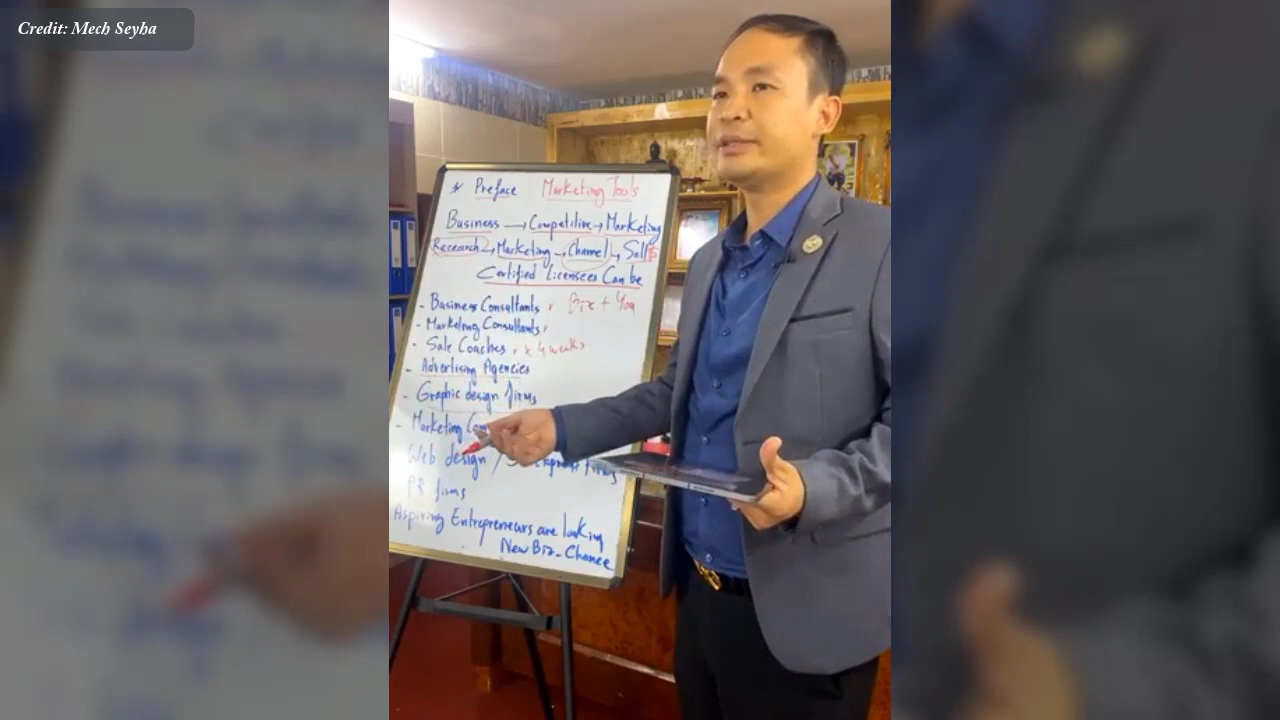 Credit: Mech Seyha
* Preface Marketing Tools
Business → Competitive → Marketing
Research → Marketing → Channel → Sell $
Certified Licensees Can be
- Business Consultants ✓ Biz + You
- Marketing Consultants ✓
- Sale Coaches ✓ x 4 weeks
- Advertising Agencies
- Graphic design firms
- Marketing
Web design / firms
PR firms
Aspiring Entrepreneurs are looking
New Biz - Chance